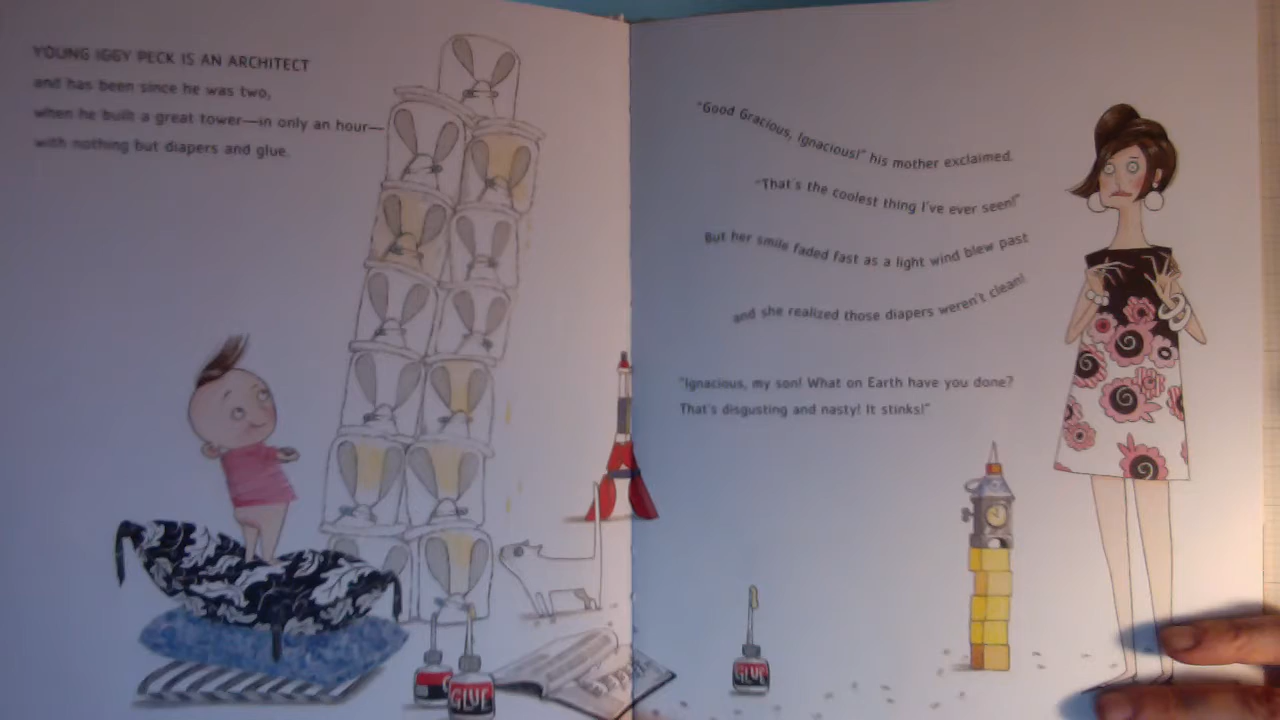 YOUNG IGGY PECK IS AN ARCHITECT
and has been since he was two,
when he built a great tower—in only an hour—
with nothing but diapers and glue.
"Good Gracious, Ignacious!" his mother exclaimed.
"That's the coolest thing I've ever seen!"
But her smile faded fast as a light wind blew past
and she realized those diapers weren't clean!
"Ignacious, my son! What on Earth have you done?
That's disgusting and nasty! It stinks!"
GLUE
GLUE